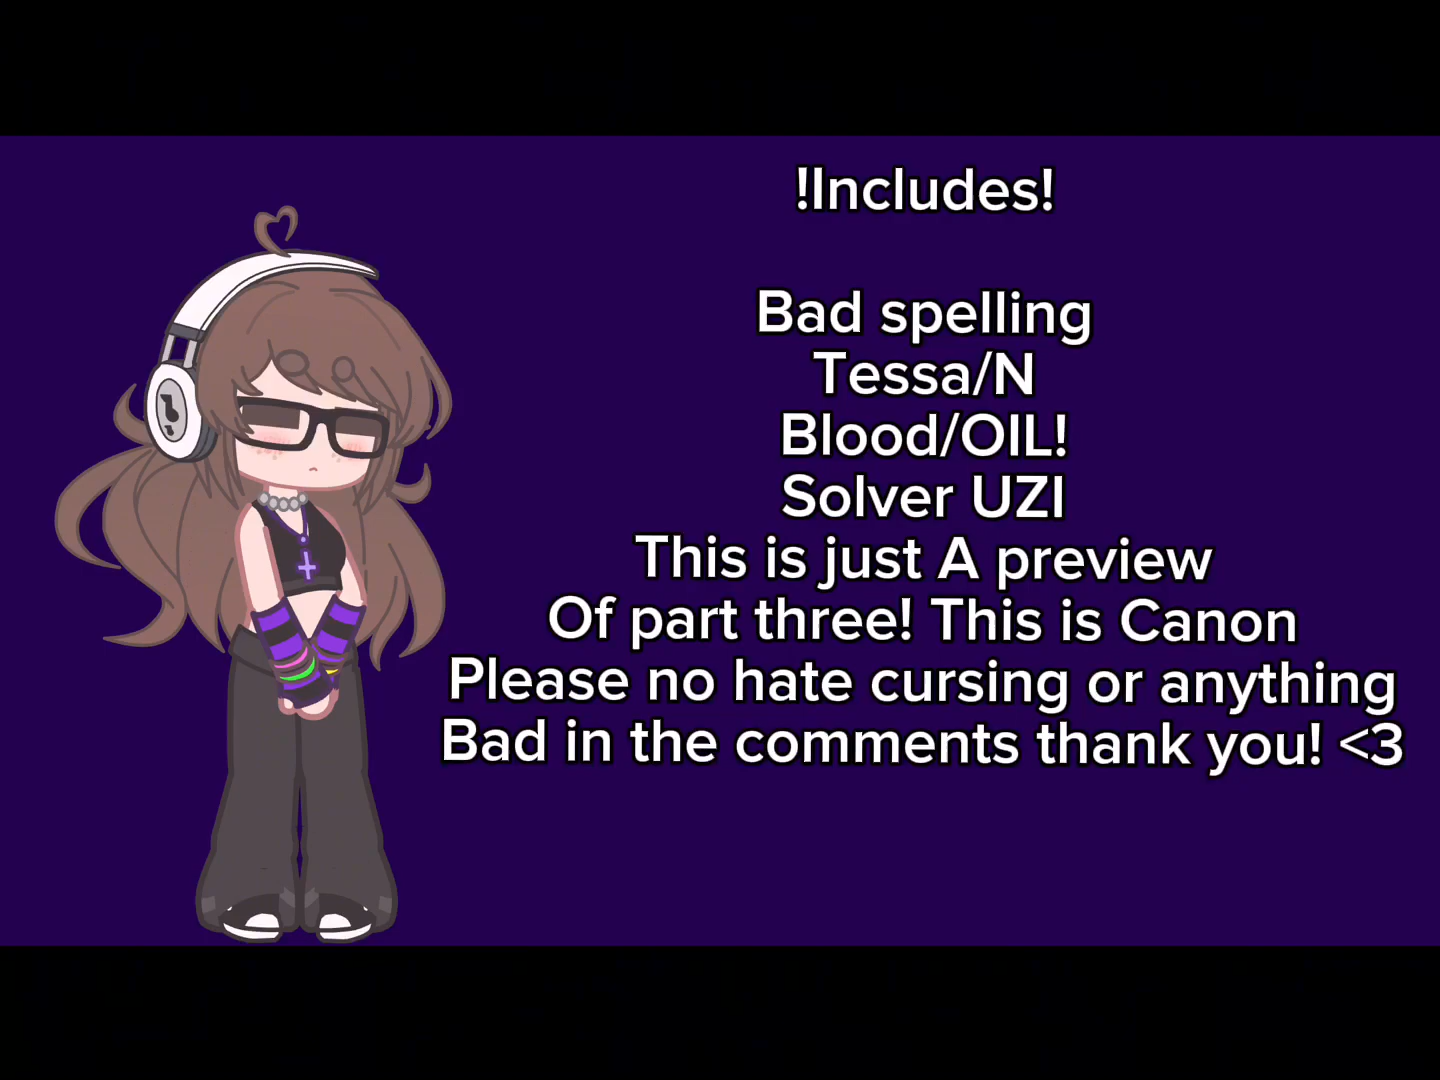 !Includes!
Bad spelling
Tessa/N
Blood/OIL!
Solver UZI
This is just A preview
Of part three! This is Canon
Please no hate cursing or anything
Bad in the comments thank you! <3